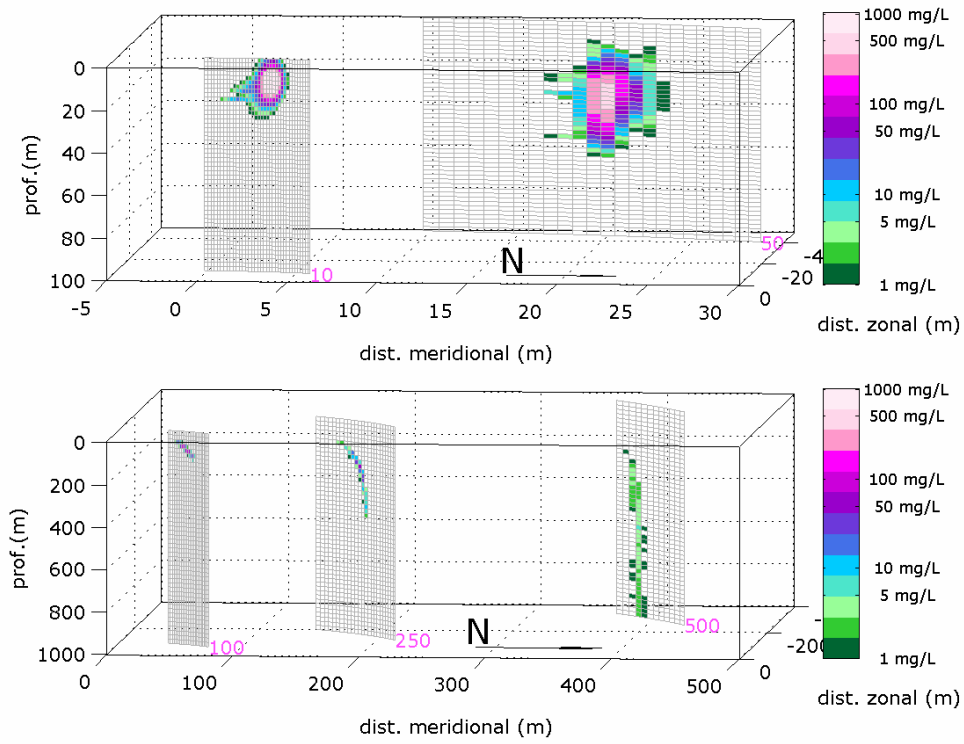 1000 mg/L
500 mg/L
100 mg/L
50 mg/L
10 mg/L
5 mg/L
1 mg/L
dist. zonal (m)
0
20
40
60
80
100
prof.(m)
10
50
N
-4
-20
0
-5
0
5
10
15
20
25
30
dist. meridional (m)
1000 mg/L
500 mg/L
100 mg/L
50 mg/L
10 mg/L
5 mg/L
1 mg/L
dist. zonal (m)
0
200
400
600
800
1000
prof.(m)
100
250
500
N
-200
0
0
100
200
300
400
500
dist. meridional (m)